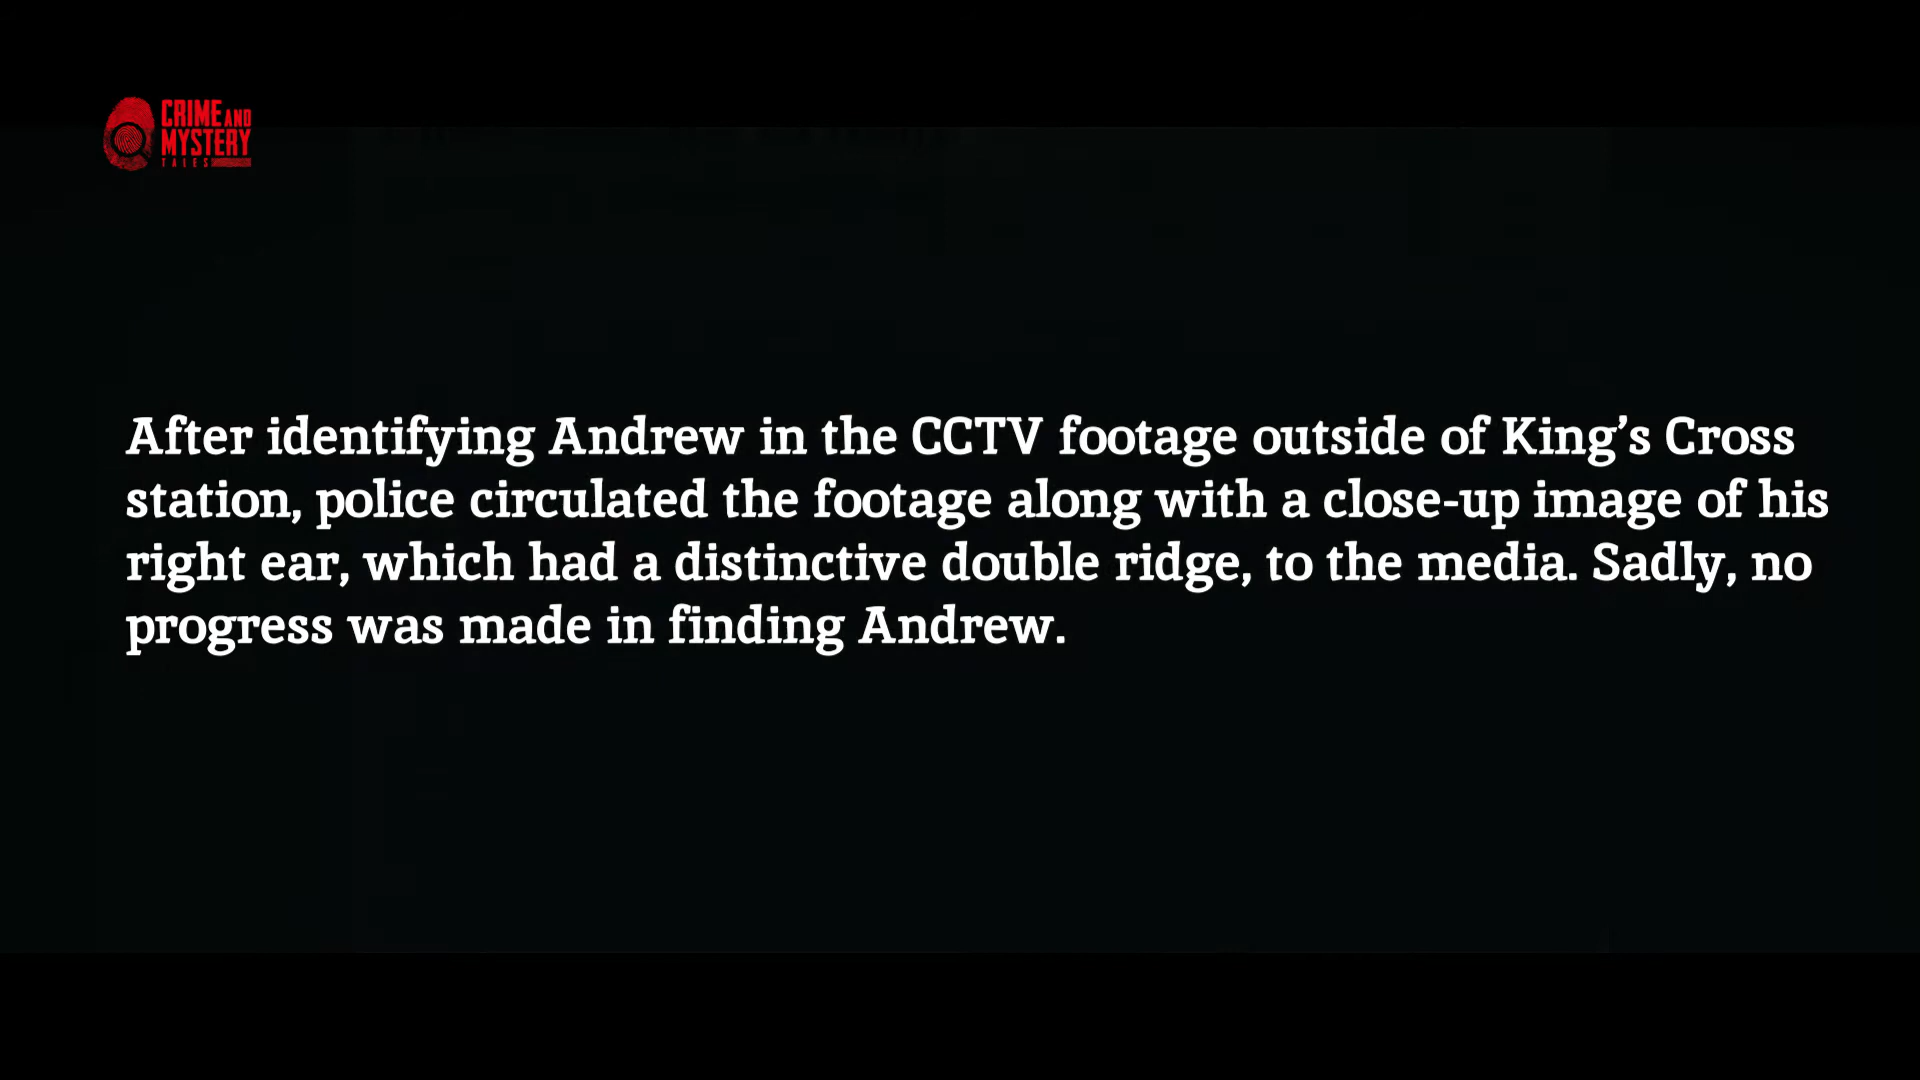 CRIME AND
MYSTERY
TALES
After identifying Andrew in the CCTV footage outside of King’s Cross
station, police circulated the footage along with a close-up image of his
right ear, which had a distinctive double ridge, to the media. Sadly, no
progress was made in finding Andrew.